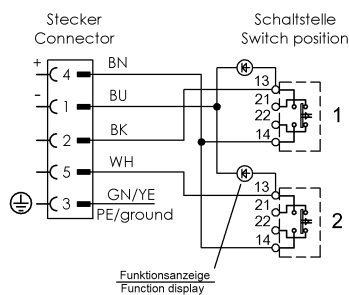 Stecker
Connector
Schaltstelle
Switch position
+ 4 BN
- 1 BU
2 BK
5 WH
3 GN/YE
PE/ground
13
21
22
14
1
13
21
22
14
2
Funktionsanzeige
Function display